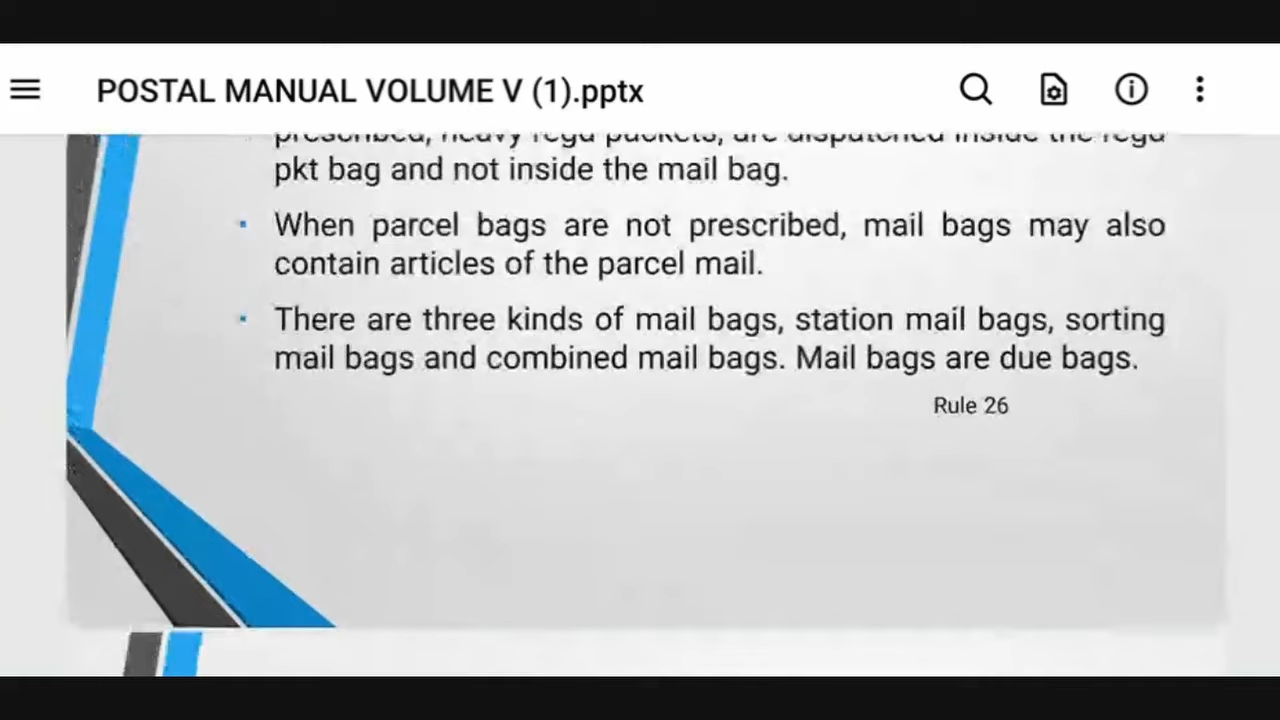 POSTAL MANUAL VOLUME V (1).pptx
prescribed, heavy regd packets, are dispatched inside the regd
pkt bag and not inside the mail bag.
When parcel bags are not prescribed, mail bags may also
contain articles of the parcel mail.
There are three kinds of mail bags, station mail bags, sorting
mail bags and combined mail bags. Mail bags are due bags.
Rule 26